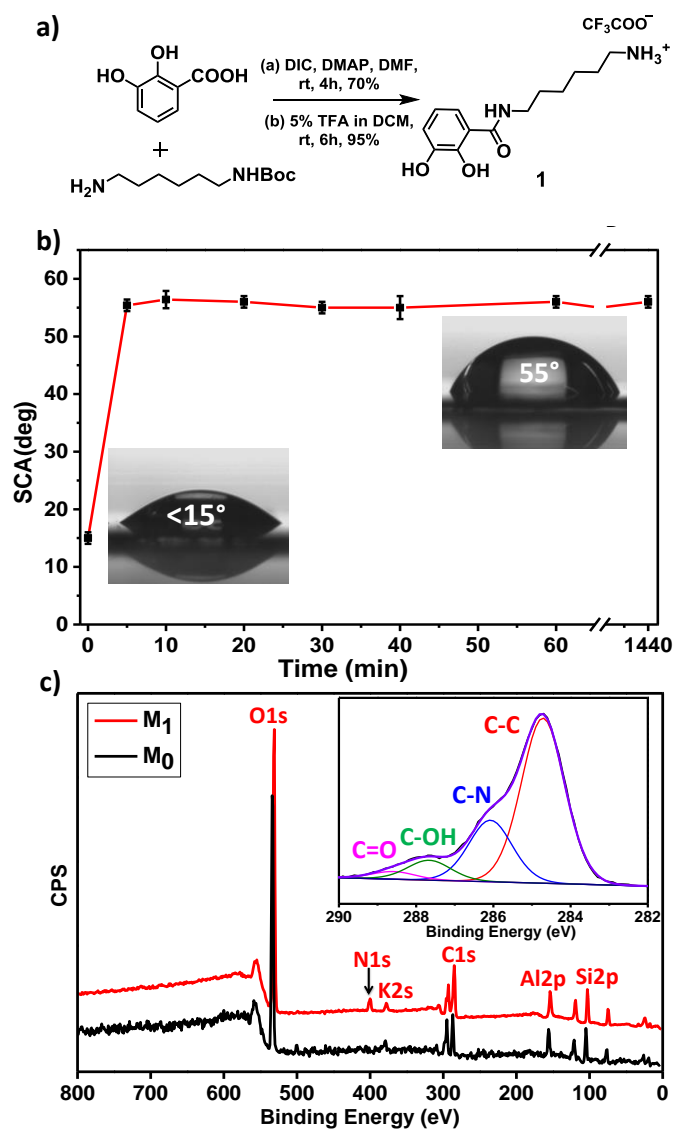 a)
CF₃COO⁻
OH
HO
COOH
(a) DIC, DMAP, DMF,
rt, 4h, 70%
(b) 5% TFA in DCM,
rt, 6h, 95%
NH₃⁺
H
N
O
HO
OH
1
+
H₂N
NHBoc
b)
60
50
40
30
20
10
0
SCA(deg)
55°
<15°
0 10 20 30 40 50 60 1440
Time (min)
c)
M₁
M₀
O1s
N1s
K2s
C1s
Al2p
Si2p
CPS
C-C
C-N
C-OH
C=O
290 288 286 284 282
Binding Energy (eV)
800 700 600 500 400 300 200 100 0
Binding Energy (eV)